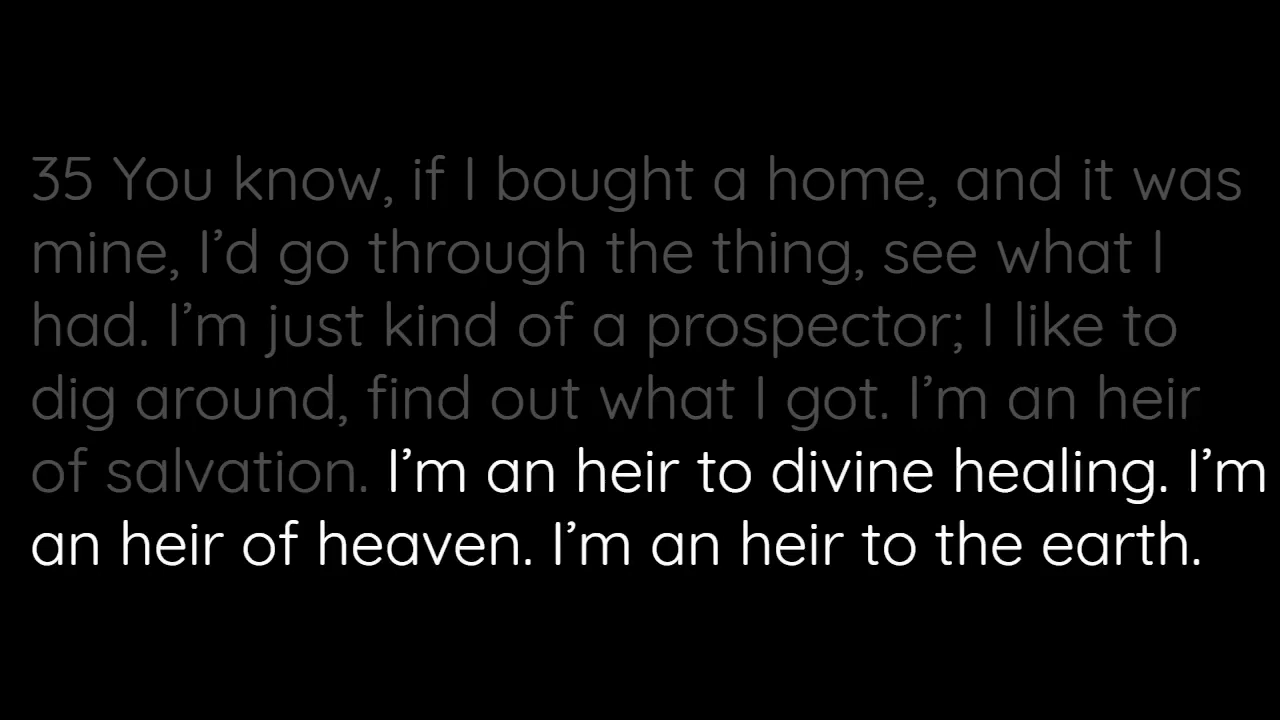 35 You know, if I bought a home, and it was
mine, I’d go through the thing, see what I
had. I’m just kind of a prospector; I like to
dig around, find out what I got. I’m an heir
of salvation. I’m an heir to divine healing. I’m
an heir of heaven. I’m an heir to the earth.